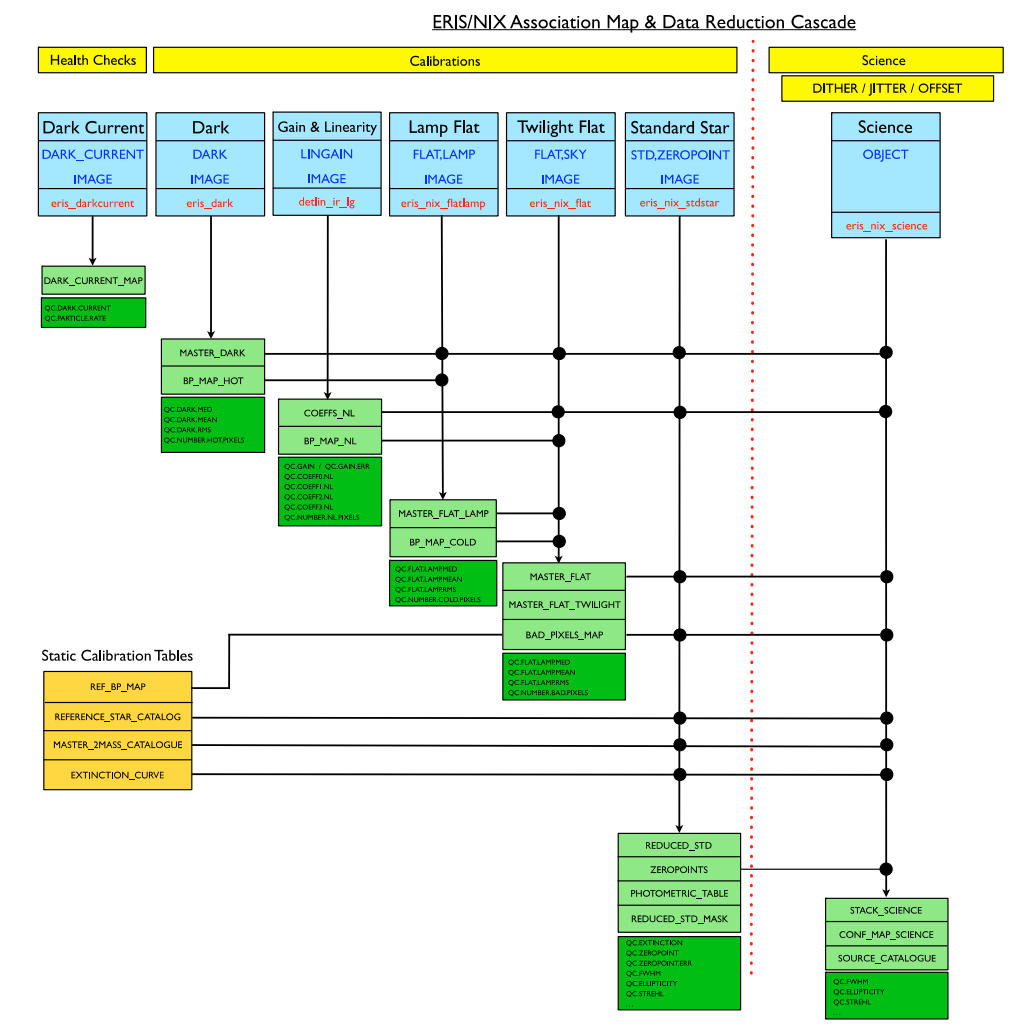 ERIS/NIX Association Map & Data Reduction Cascade
Health Checks
Calibrations
Science
DITHER / JITTER / OFFSET
Dark Current
DARK_CURRENT
IMAGE
eris_darkcurrent
Dark
DARK
IMAGE
eris_dark
Gain & Linearity
LINGAIN
IMAGE
detlin_ir_lg
Lamp Flat
FLAT,LAMP
IMAGE
eris_nix_flatlamp
Twilight Flat
FLAT,SKY
IMAGE
eris_nix_flat
Standard Star
STD,ZEROPOINT
IMAGE
eris_nix_stdstar
Science
OBJECT
eris_nix_science
DARK_CURRENT_MAP
QC.DARK.CURRENT
QC.PARTICLE.RATE
MASTER_DARK
BP_MAP_HOT
QC.DARK.MED
QC.DARK.MEAN
QC.DARK.RMS
QC.NUMBER.HOT.PIXELS
COEFFS_NL
BP_MAP_NL
QC.GAIN / QC.GAIN.ERR
QC.COEFF0.NL
QC.COEFF1.NL
QC.COEFF2.NL
QC.COEFF3.NL
QC.NUMBER.NL.PIXELS
MASTER_FLAT_LAMP
BP_MAP_COLD
QC.FLAT.LAMP.MED
QC.FLAT.LAMP.MEAN
QC.FLAT.LAMP.RMS
QC.NUMBER.COLD.PIXELS
MASTER_FLAT
MASTER_FLAT_TWILIGHT
BAD_PIXELS_MAP
QC.FLAT.LAMP.MED
QC.FLAT.LAMP.MEAN
QC.FLAT.LAMP.RMS
QC.NUMBER.BAD.PIXELS
Static Calibration Tables
REF_BP_MAP
REFERENCE_STAR_CATALOG
MASTER_2MASS_CATALOGUE
EXTINCTION_CURVE
REDUCED_STD
ZEROPOINTS
PHOTOMETRIC_TABLE
REDUCED_STD_MASK
QC.EXTINCTION
QC.ZEROPOINT
QC.ZEROPOINT.ERR
QC.FWHM
QC.ELLIPTICITY
QC.STREHL
...
STACK_SCIENCE
CONF_MAP_SCIENCE
SOURCE_CATALOGUE
QC.FWHM
QC.ELLIPTICITY
QC.STREHL
...